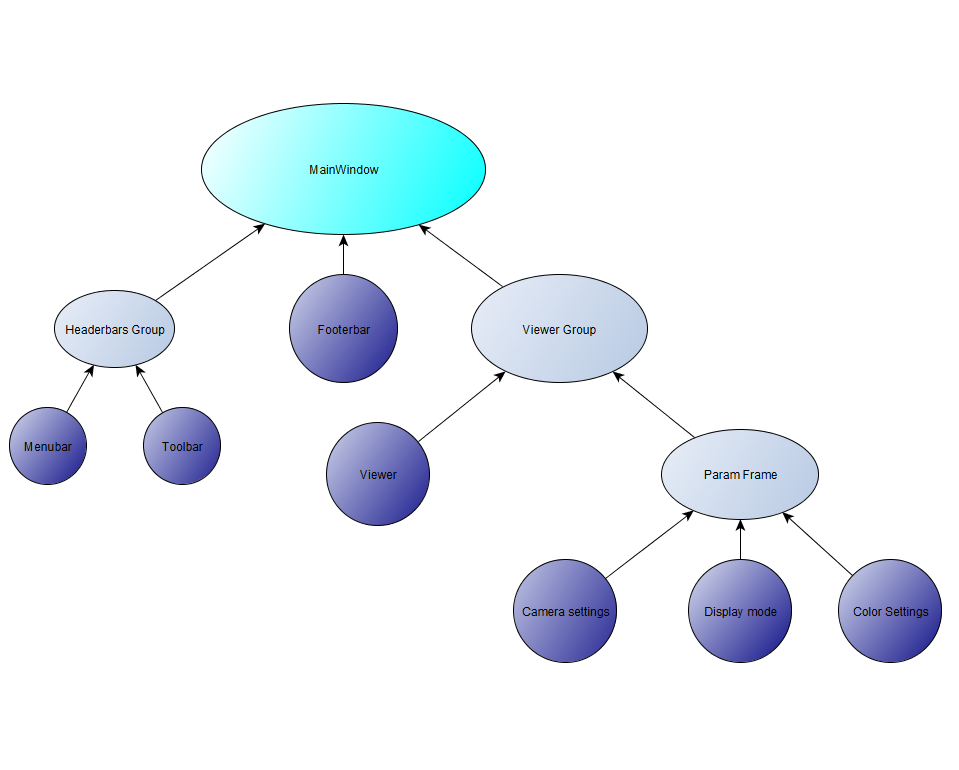 MainWindow
Headerbars Group
Footerbar
Viewer Group
Menubar
Toolbar
Viewer
Param Frame
Camera settings
Display mode
Color Settings